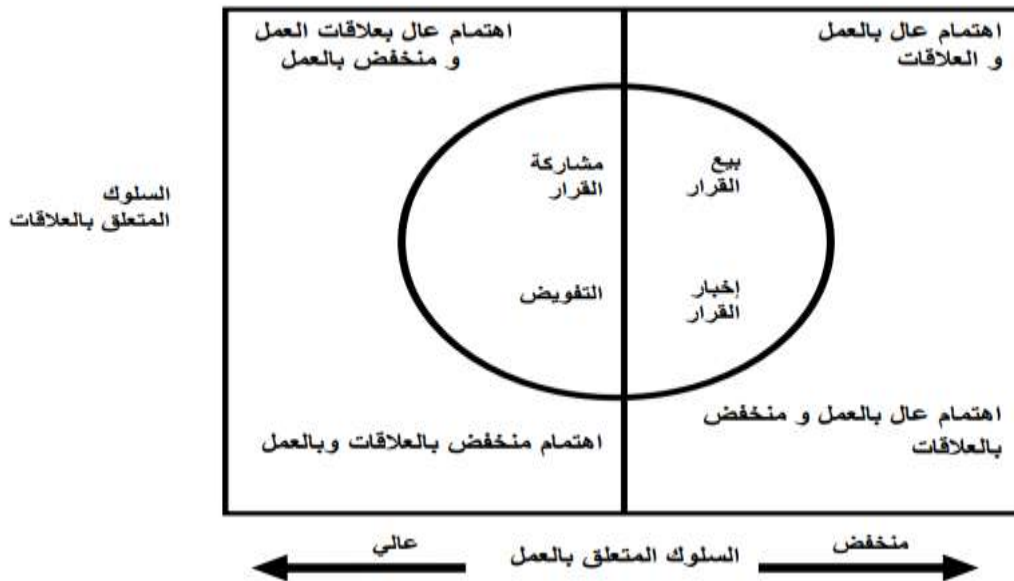 اهتمام عال بالعمل
و العلاقات
اهتمام عال بعلاقات العمل
و منخفض بالعمل
بيع
القرار
مشاركة
القرار
السلوك
المتعلق بالعلاقات
إخبار
القرار
التفويض
اهتمام عال بالعمل و منخفض
بالعلاقات
اهتمام منخفض بالعلاقات وبالعمل
منخفض
السلوك المتعلق بالعمل
عالي